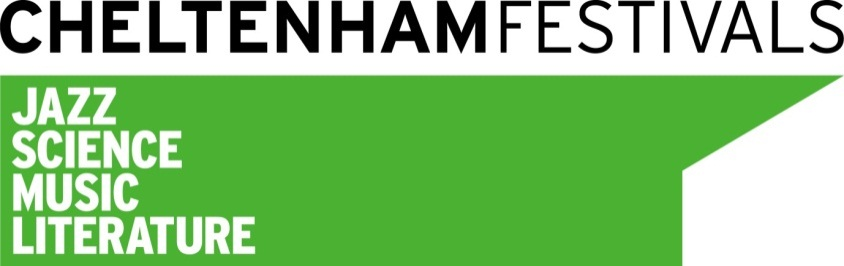 CHELTENHAMFESTIVALS
JAZZ
SCIENCE
MUSIC
LITERATURE